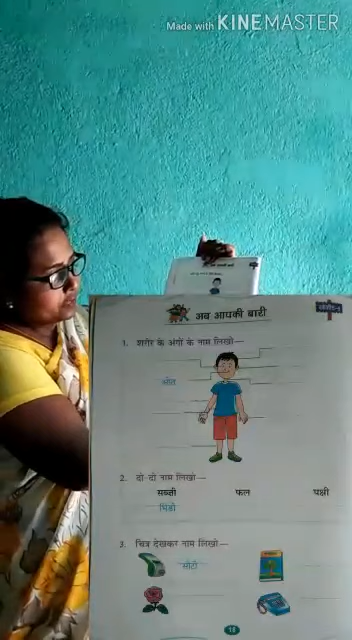 Made with KINEMASTER
अब आपकी बारी
1. शरीर के अंगों के नाम लिखो—
2. दो-दो नाम लिखो—
सब्ज़ी फल पक्षी
भिंडी
3. चित्र देखकर नाम लिखो—
सीटी
18